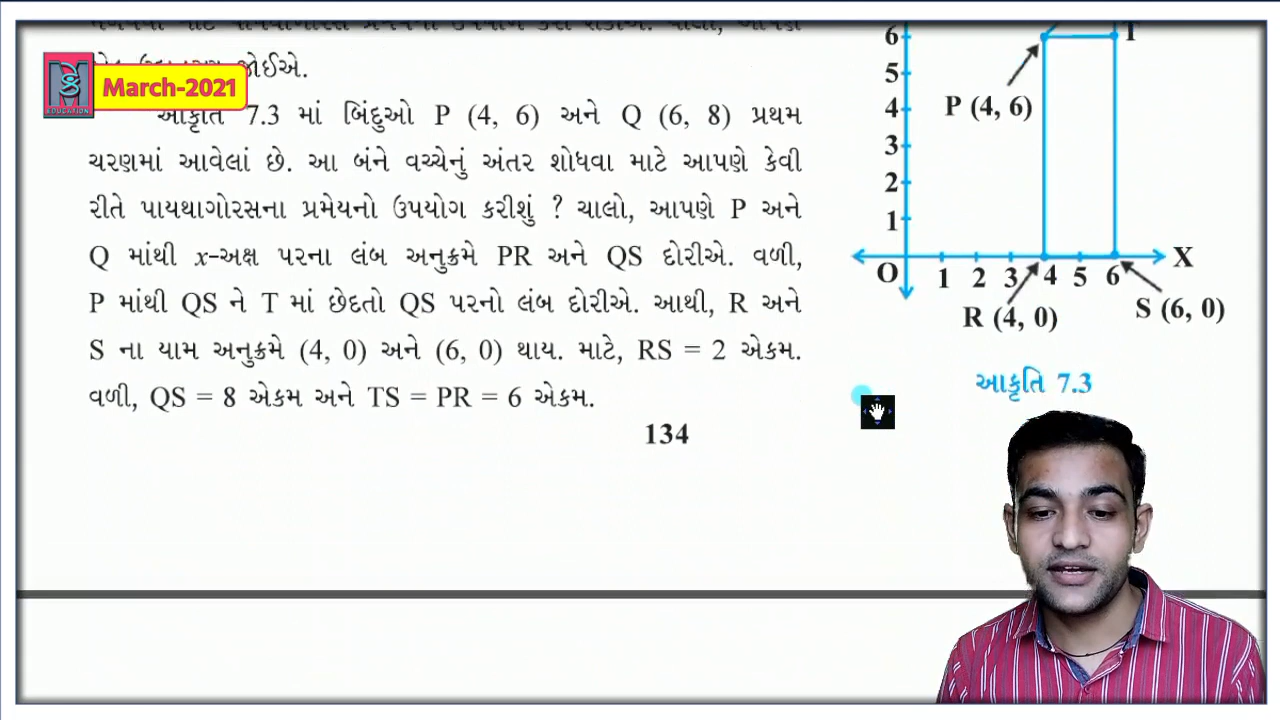 જોઈએ.
March-2021
EDUCATION
આકૃતિ 7.3 માં બિંદુઓ P (4, 6) અને Q (6, 8) પ્રથમ
ચરણમાં આવેલાં છે. આ બંને વચ્ચેનું અંતર શોધવા માટે આપણે કેવી
રીતે પાયથાગોરસના પ્રમેયનો ઉપયોગ કરીશું ? ચાલો, આપણે P અને
Q માંથી x-અક્ષ પરના લંબ અનુક્રમે PR અને QS દોરીએ. વળી,
P માંથી QS ને T માં છેદતો QS પરનો લંબ દોરીએ. આથી, R અને
S ના યામ અનુક્રમે (4, 0) અને (6, 0) થાય. માટે, RS = 2 એકમ.
વળી, QS = 8 એકમ અને TS = PR = 6 એકમ.
134
6
T
5
P (4, 6)
4
3
2
1
X
O
1 2 3 4 5 6
R (4, 0)
S (6, 0)
આકૃતિ 7.3